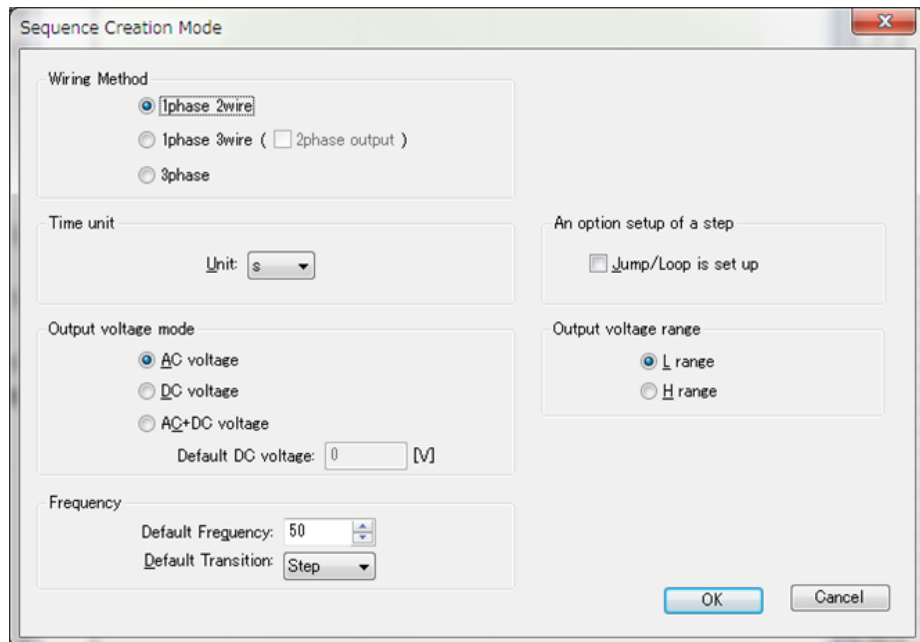 Sequence Creation Mode
Wiring Method
1phase 2wire
1phase 3wire ( 2phase output )
3phase
Time unit
Unit: s
An option setup of a step
Jump/Loop is set up
Output voltage mode
AC voltage
DC voltage
AC+DC voltage
Default DC voltage: 0 [V]
Output voltage range
L range
H range
Frequency
Default Frequency: 50
Default Transition: Step
OK
Cancel